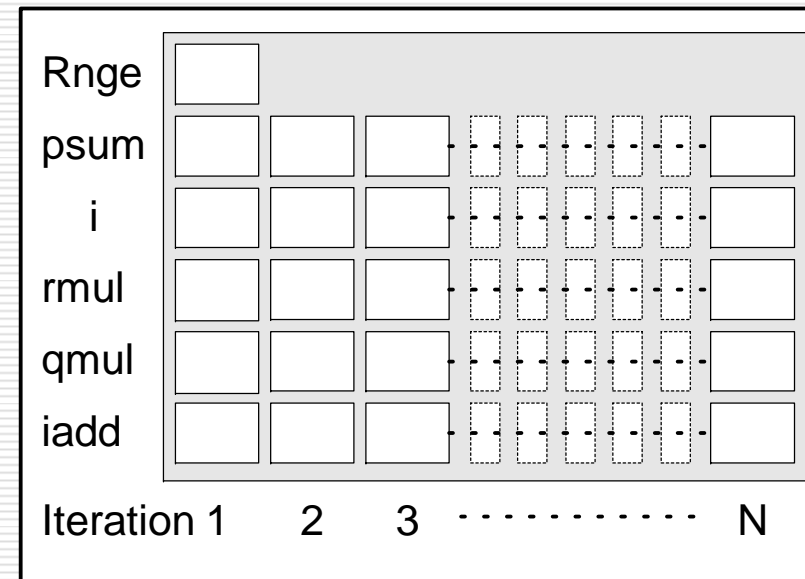 Rnge
psum
i
rmul
qmul
iadd
Iteration 1 2 3 - - - - - - - - - - - N